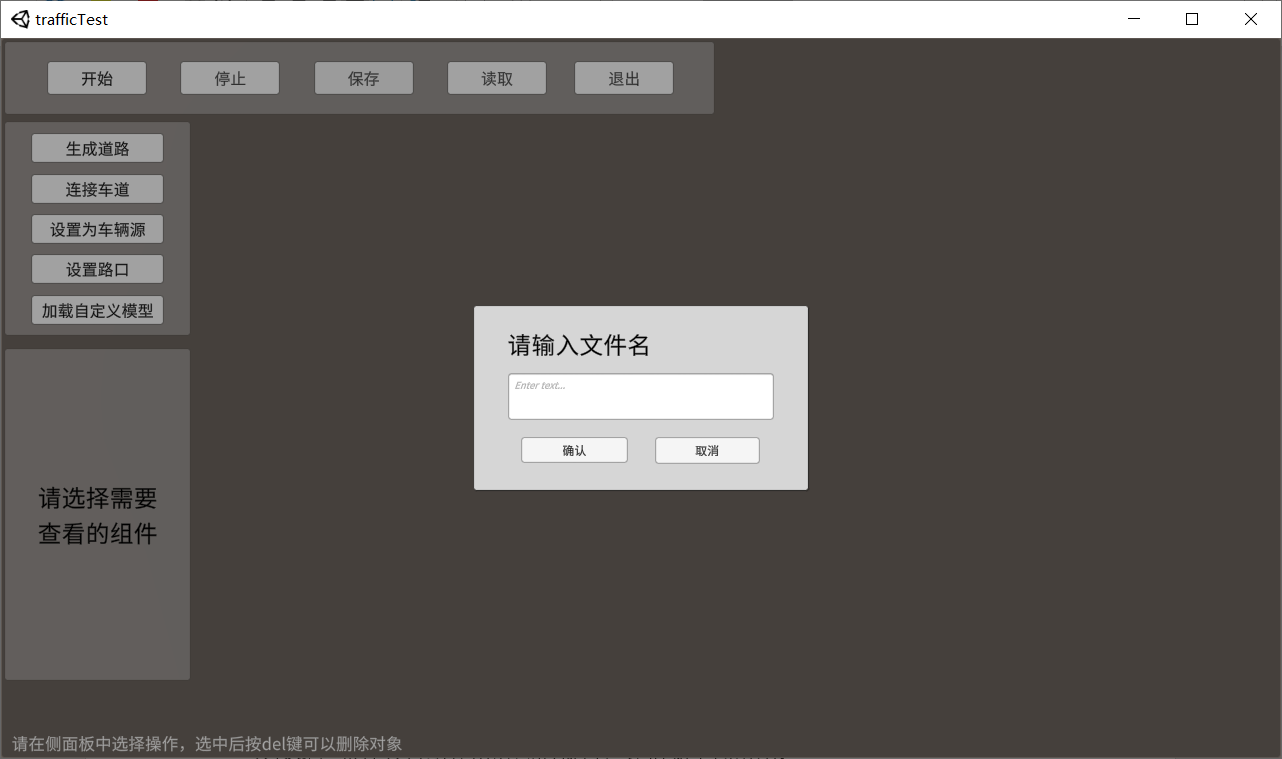 trafficTest
开始
停止
保存
读取
退出
生成道路
连接车道
设置为车辆源
设置路口
加载自定义模型
请输入文件名
Enter text...
确认
取消
请选择需要
查看的组件
请在侧面板中选择操作，选中后按del键可以删除对象